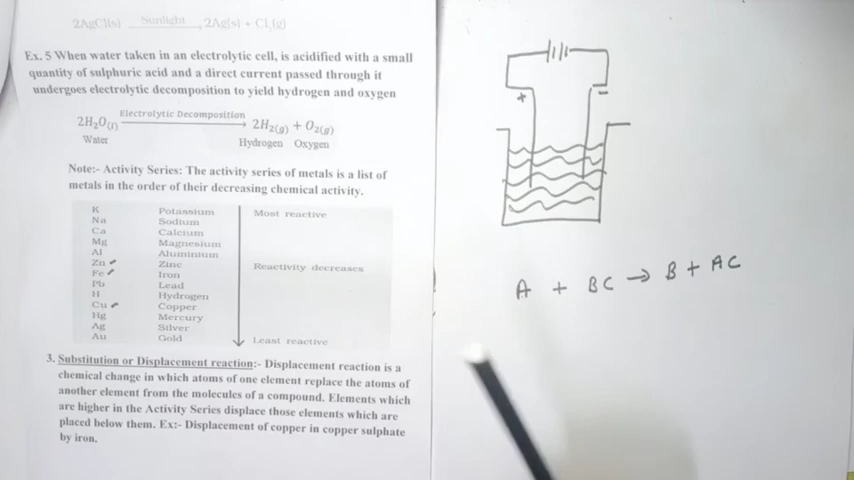 2AgCl(s) Sunlight 2Ag(s) + Cl₂(g)
Ex. 5 When water taken in an electrolytic cell, is acidified with a small
quantity of sulphuric acid and a direct current passed through it
undergoes electrolytic decomposition to yield hydrogen and oxygen
Electrolytic Decomposition
2H₂O(l) → 2H₂(g) + O₂(g)
Water Hydrogen Oxygen
Note:- Activity Series: The activity series of metals is a list of
metals in the order of their decreasing chemical activity.
K Potassium Most reactive
Na Sodium
Ca Calcium
Mg Magnesium
Al Aluminium
Zn Zinc Reactivity decreases
Fe Iron
Pb Lead
H Hydrogen
Cu Copper
Hg Mercury
Ag Silver
Au Gold Least reactive
3. Substitution or Displacement reaction:- Displacement reaction is a
chemical change in which atoms of one element replace the atoms of
another element from the molecules of a compound. Elements which
are higher in the Activity Series displace those elements which are
placed below them. Ex:- Displacement of copper in copper sulphate
by iron.
+ −
A + BC → B + AC